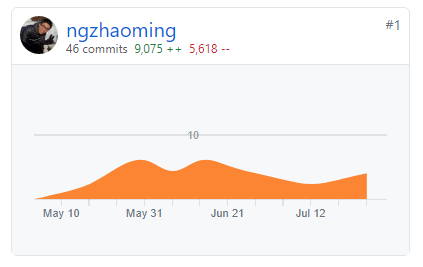 ngzhaoming #1
46 commits 9,075 ++ 5,618 --
10
May 10 May 31 Jun 21 Jul 12